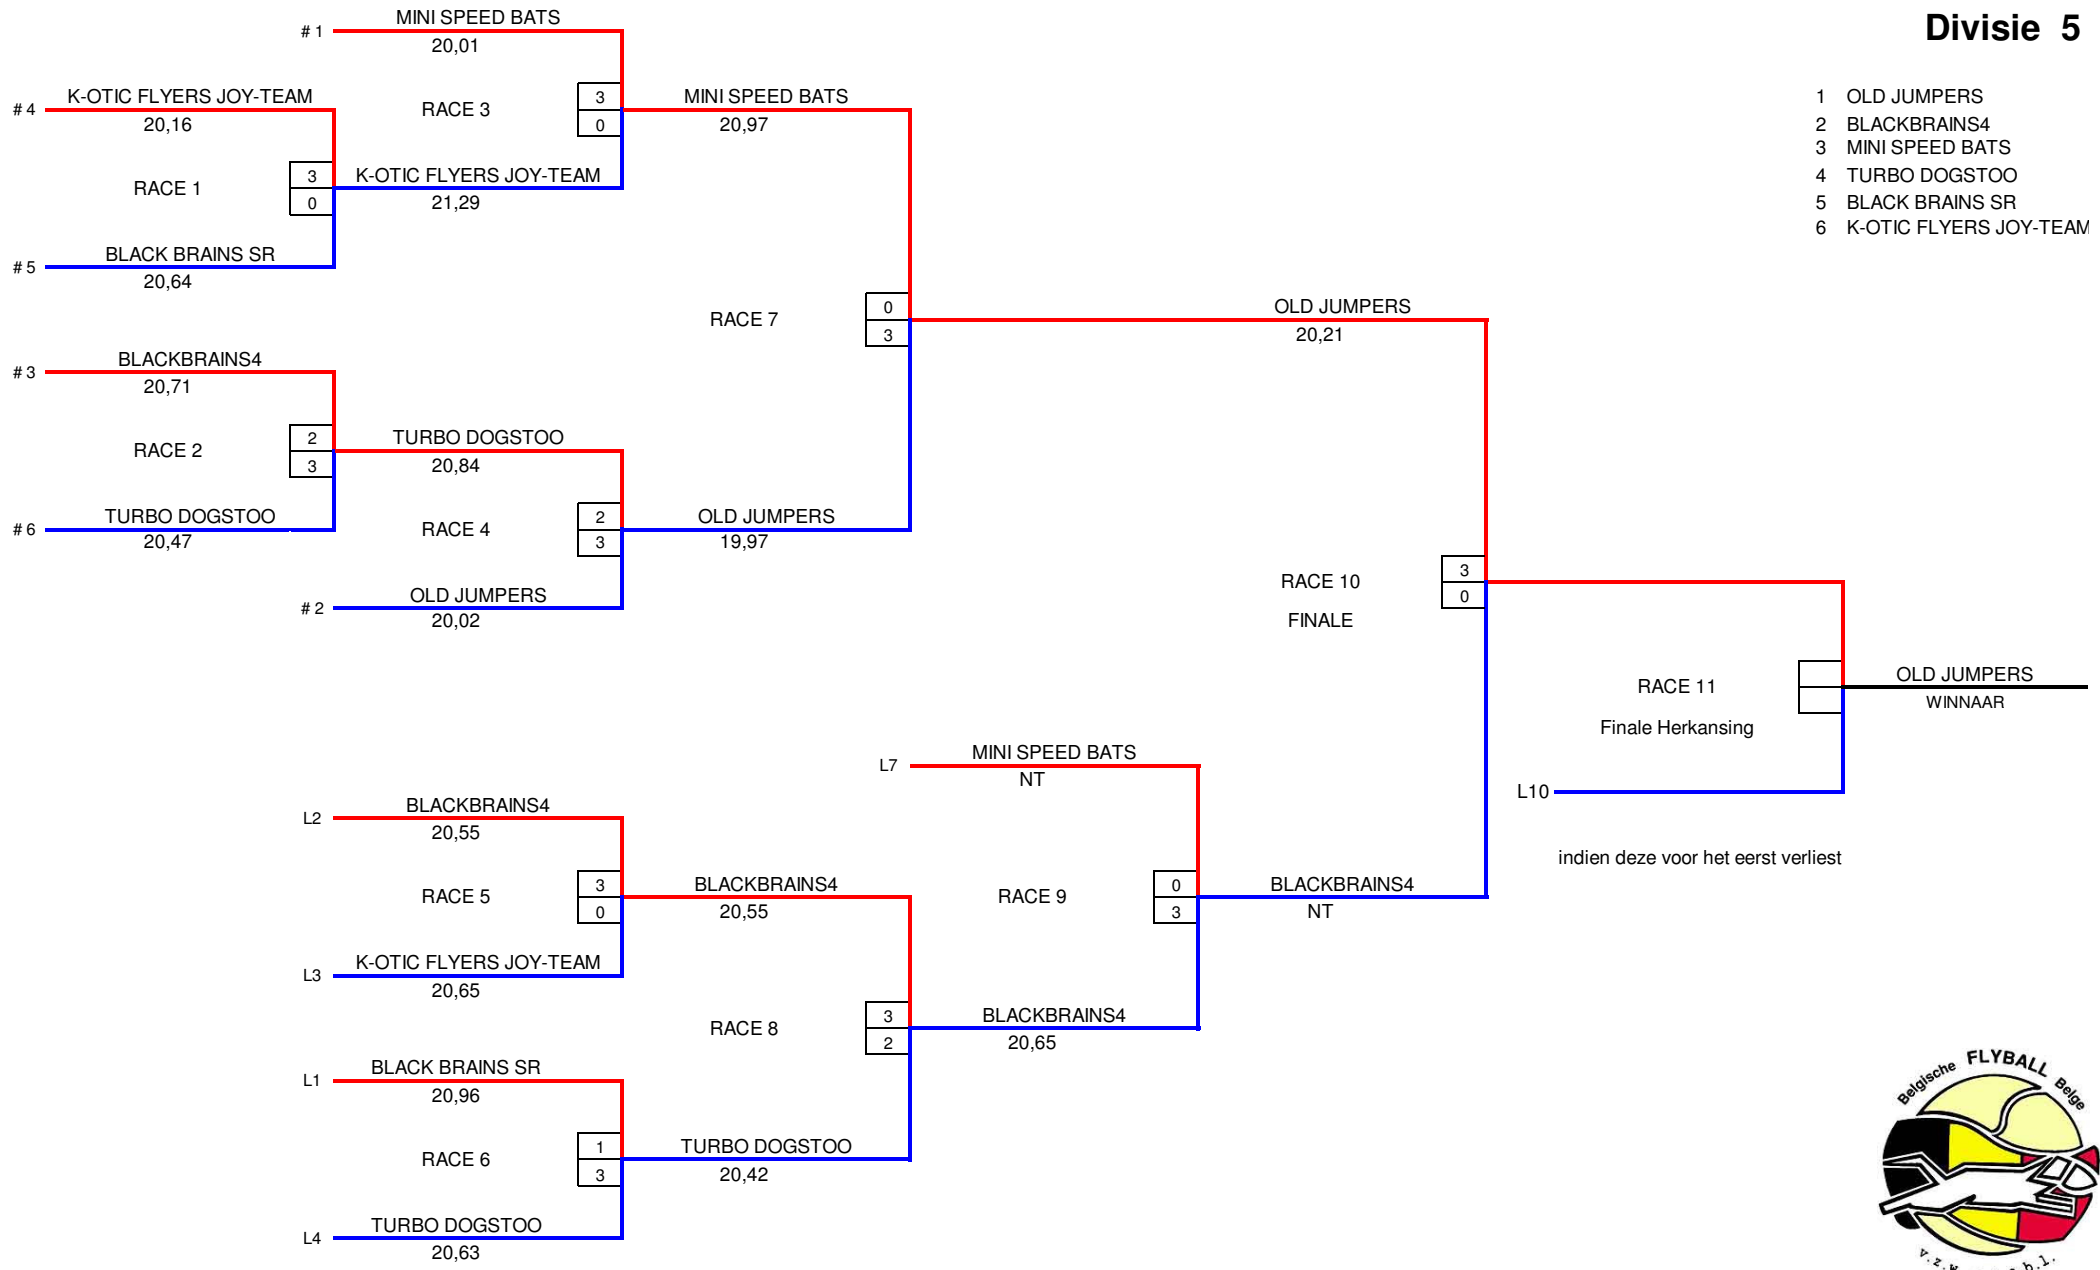 Divisie 5
1 OLD JUMPERS
2 BLACKBRAINS4
3 MINI SPEED BATS
4 TURBO DOGSTOO
5 BLACK BRAINS SR
6 K-OTIC FLYERS JOY-TEAM
# 1 MINI SPEED BATS
20,01
# 4 K-OTIC FLYERS JOY-TEAM
20,16
RACE 3
3
0
MINI SPEED BATS
20,97
RACE 1
3
0
K-OTIC FLYERS JOY-TEAM
21,29
# 5 BLACK BRAINS SR
20,64
RACE 7
0
3
OLD JUMPERS
20,21
# 3 BLACKBRAINS4
20,71
RACE 2
2
3
TURBO DOGSTOO
20,84
# 6 TURBO DOGSTOO
20,47
RACE 4
2
3
OLD JUMPERS
19,97
# 2 OLD JUMPERS
20,02
RACE 10
FINALE
3
0
RACE 11
Finale Herkansing
OLD JUMPERS
WINNAAR
L10
indien deze voor het eerst verliest
L7 MINI SPEED BATS
NT
L2 BLACKBRAINS4
20,55
RACE 5
3
0
BLACKBRAINS4
20,55
RACE 9
0
3
BLACKBRAINS4
NT
L3 K-OTIC FLYERS JOY-TEAM
20,65
RACE 8
3
2
BLACKBRAINS4
20,65
L1 BLACK BRAINS SR
20,96
RACE 6
1
3
TURBO DOGSTOO
20,42
L4 TURBO DOGSTOO
20,63
Belgische FLYBALL Belge
v.z.w.